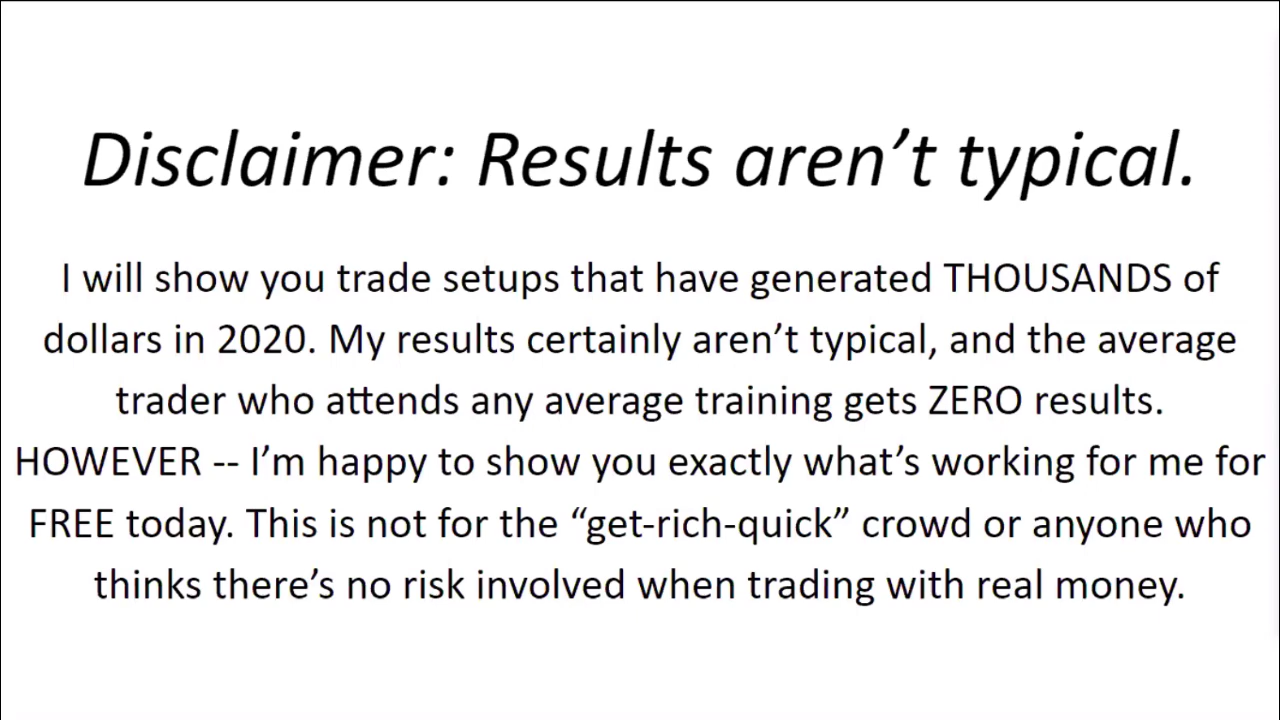 Disclaimer: Results aren’t typical.
I will show you trade setups that have generated THOUSANDS of
dollars in 2020. My results certainly aren’t typical, and the average
trader who attends any average training gets ZERO results.
HOWEVER -- I’m happy to show you exactly what’s working for me for
FREE today. This is not for the “get-rich-quick” crowd or anyone who
thinks there’s no risk involved when trading with real money.